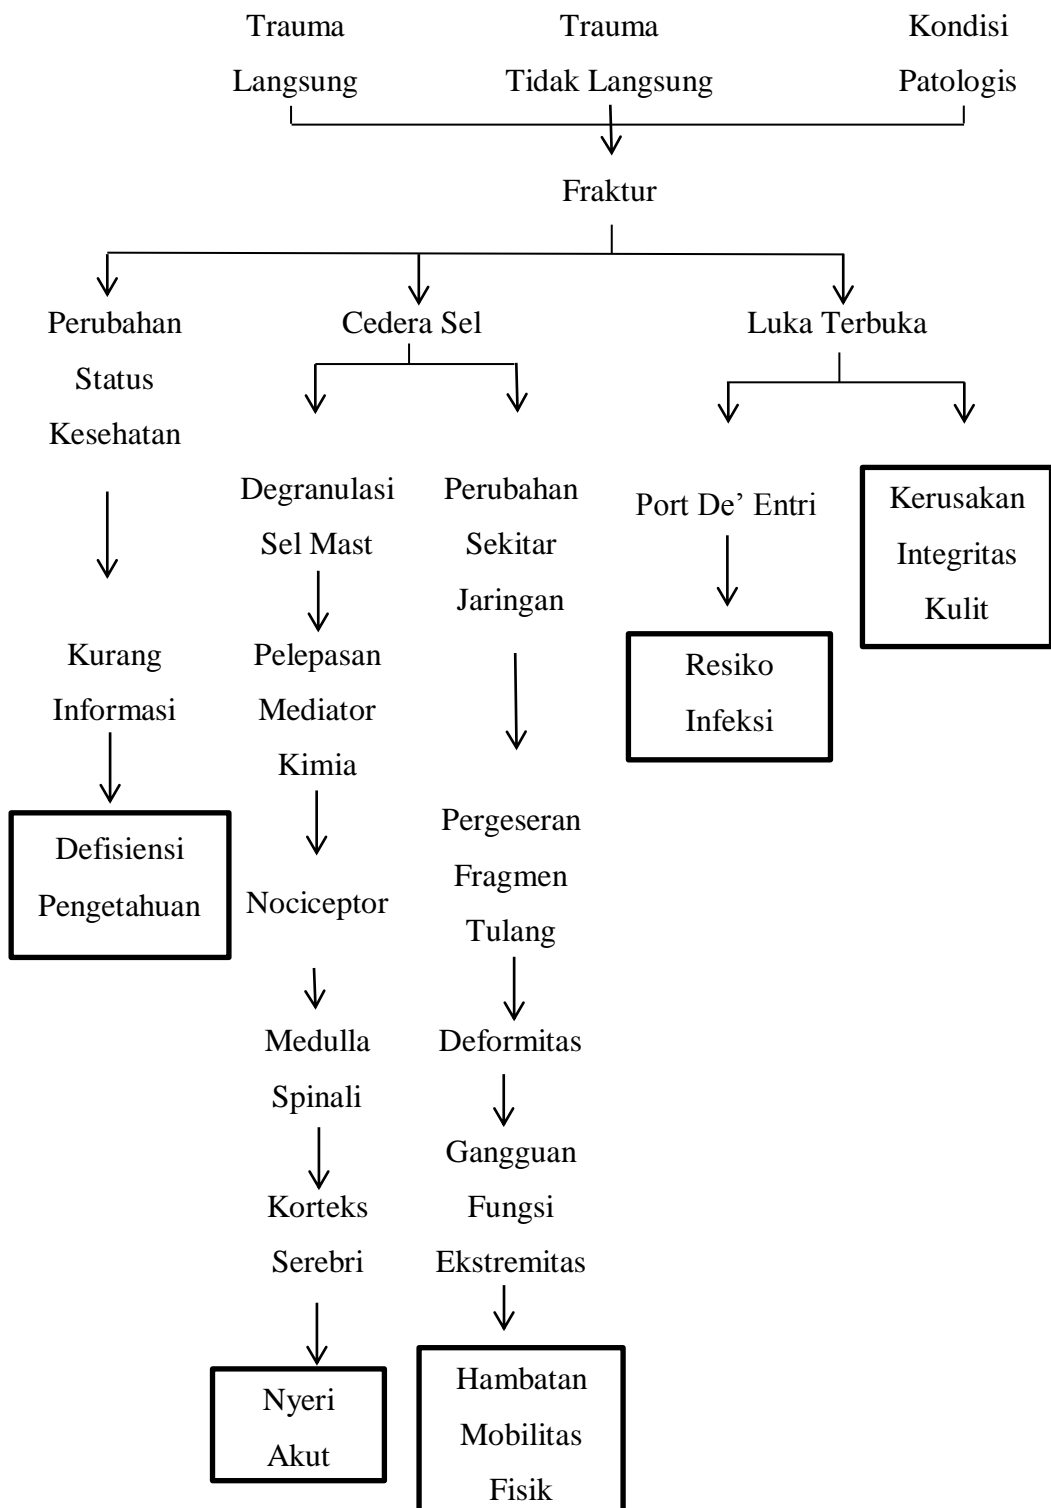 Trauma
Langsung
Trauma
Tidak Langsung
Kondisi
Patologis
Fraktur
Perubahan
Status
Kesehatan
Cedera Sel
Luka Terbuka
Degranulasi
Sel Mast
Perubahan
Sekitar
Jaringan
Port De’ Entri
Kerusakan
Integritas
Kulit
Kurang
Informasi
Pelepasan
Mediator
Kimia
Resiko
Infeksi
Defisiensi
Pengetahuan
Nociceptor
Pergeseran
Fragmen
Tulang
Medulla
Spinali
Deformitas
Korteks
Serebri
Gangguan
Fungsi
Ekstremitas
Nyeri
Akut
Hambatan
Mobilitas
Fisik